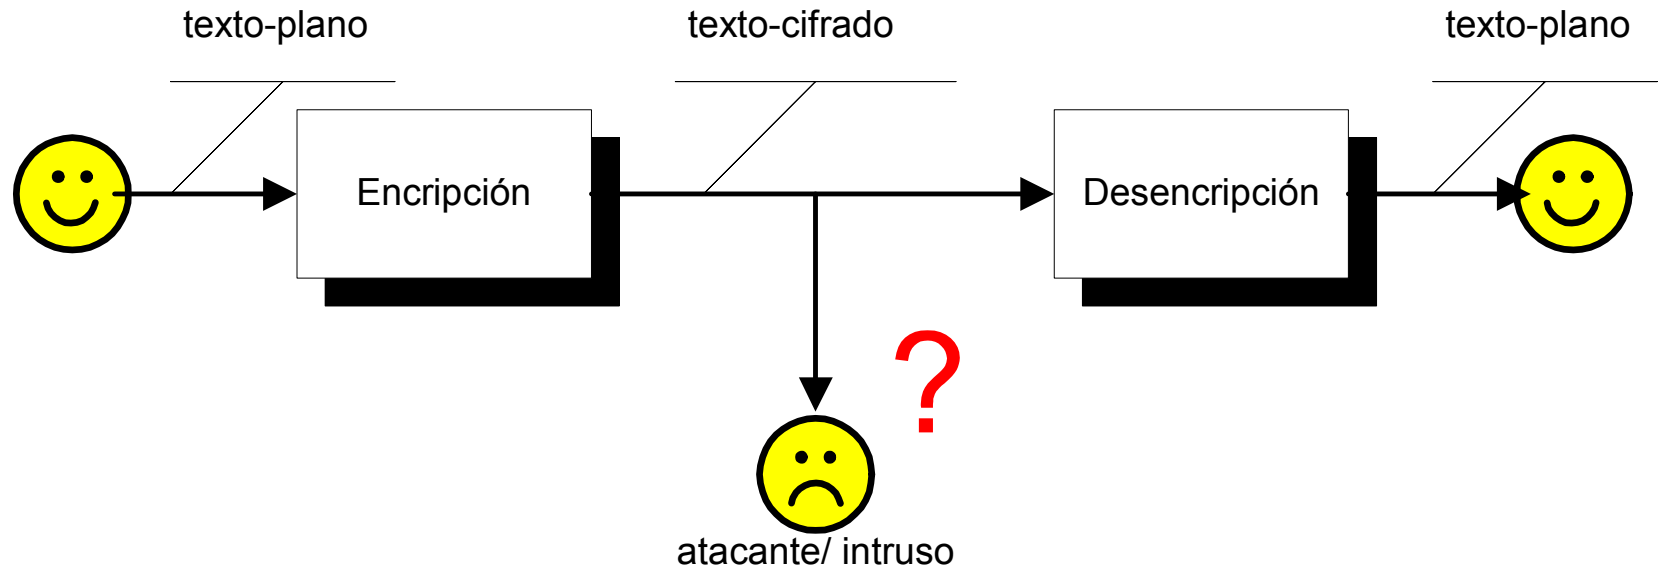 texto-plano
texto-cifrado
texto-plano
Encripción
Desencripción
?
atacante/ intruso